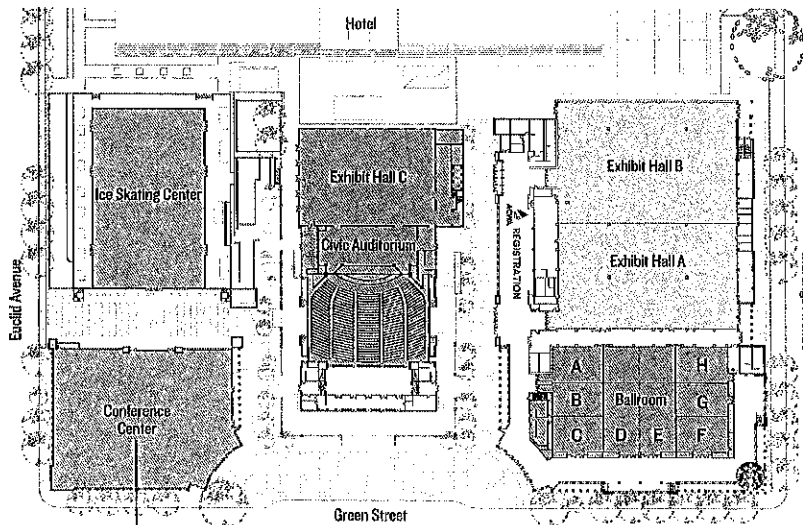 Hotel
Ice Skating Center
Exhibit Hall C
Civic Auditorium
Exhibit Hall B
Exhibit Hall A
REGISTRATION
Euclid Avenue
Conference
Center
A
B
C
D
E
F
G
H
Ballroom
Green Street